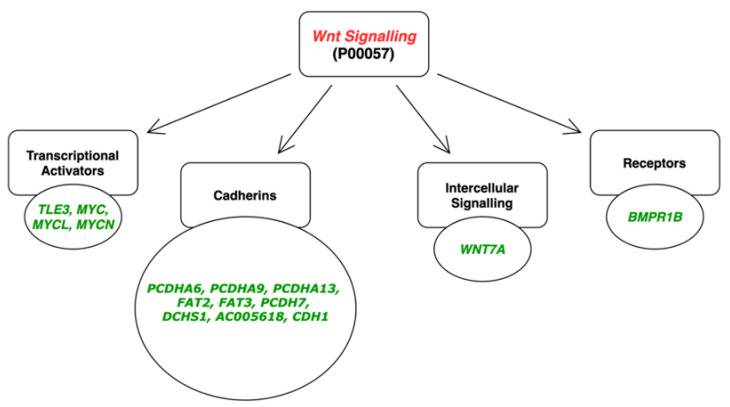 Wnt Signalling
(P00057)
Transcriptional
Activators
TLE3, MYC,
MYCL, MYCN
Cadherins
PCDHA6, PCDHA9, PCDHA13,
FAT2, FAT3, PCDH7,
DCHS1, AC005618, CDH1
Intercellular
Signalling
WNT7A
Receptors
BMPR1B